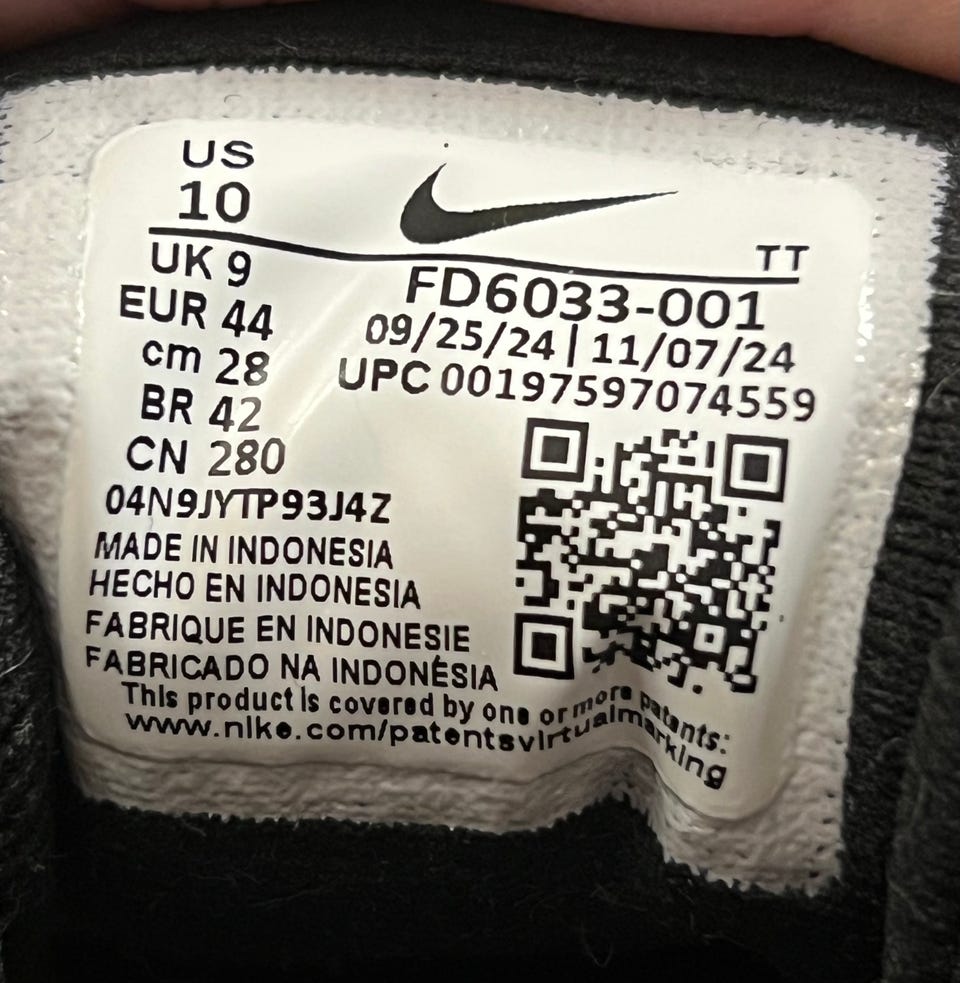 US
10
TT
UK 9
EUR 44
cm 28
BR 42
CN 280
FD6033-001
09/25/24 | 11/07/24
UPC 00197597074559
04N9JYTP93J4Z
MADE IN INDONESIA
HECHO EN INDONESIA
FABRIQUE EN INDONESIE
FABRICADO NA INDONÉSIA
This product is covered by one or more patents:
www.nike.com/patentsvirtualmarking